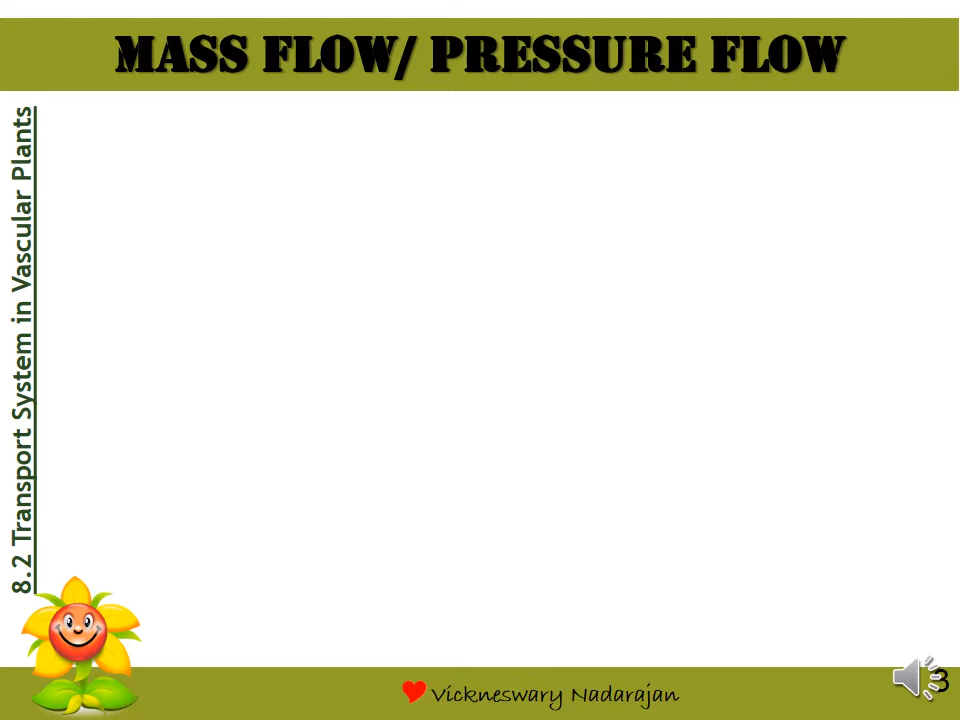 MASS FLOW/ PRESSURE FLOW
8.2 Transport System in Vascular Plants
Vickneswary Nadarajan
3